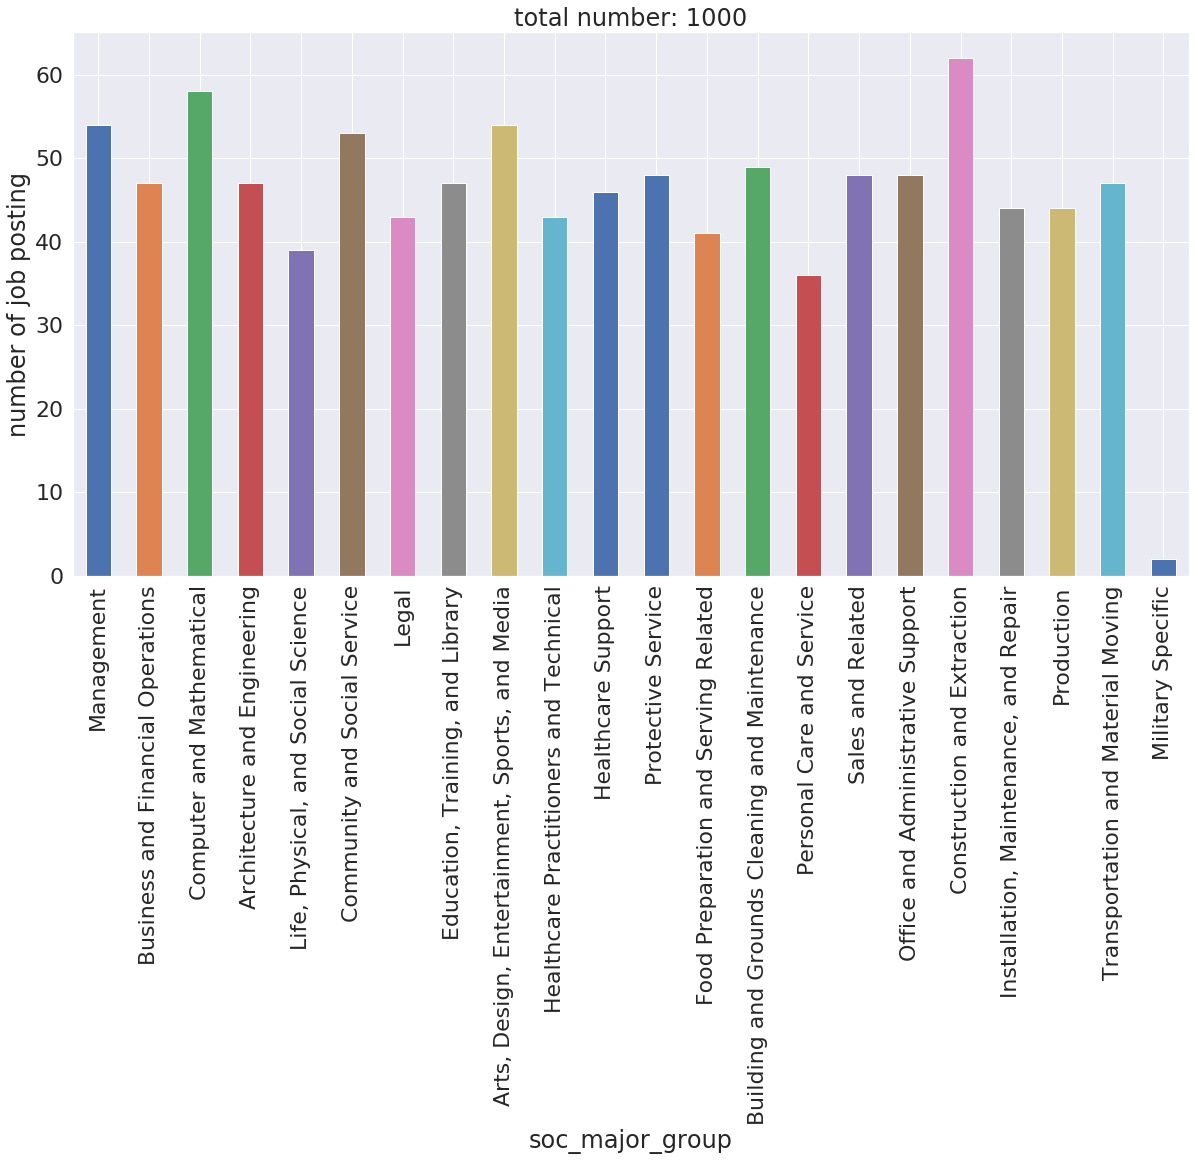 total number: 1000
number of job posting
60
50
40
30
20
10
0
Management
Business and Financial Operations
Computer and Mathematical
Architecture and Engineering
Life, Physical, and Social Science
Community and Social Service
Legal
Education, Training, and Library
Arts, Design, Entertainment, Sports, and Media
Healthcare Practitioners and Technical
Healthcare Support
Protective Service
Food Preparation and Serving Related
Building and Grounds Cleaning and Maintenance
Personal Care and Service
Sales and Related
Office and Administrative Support
Construction and Extraction
Installation, Maintenance, and Repair
Production
Transportation and Material Moving
Military Specific
soc_major_group